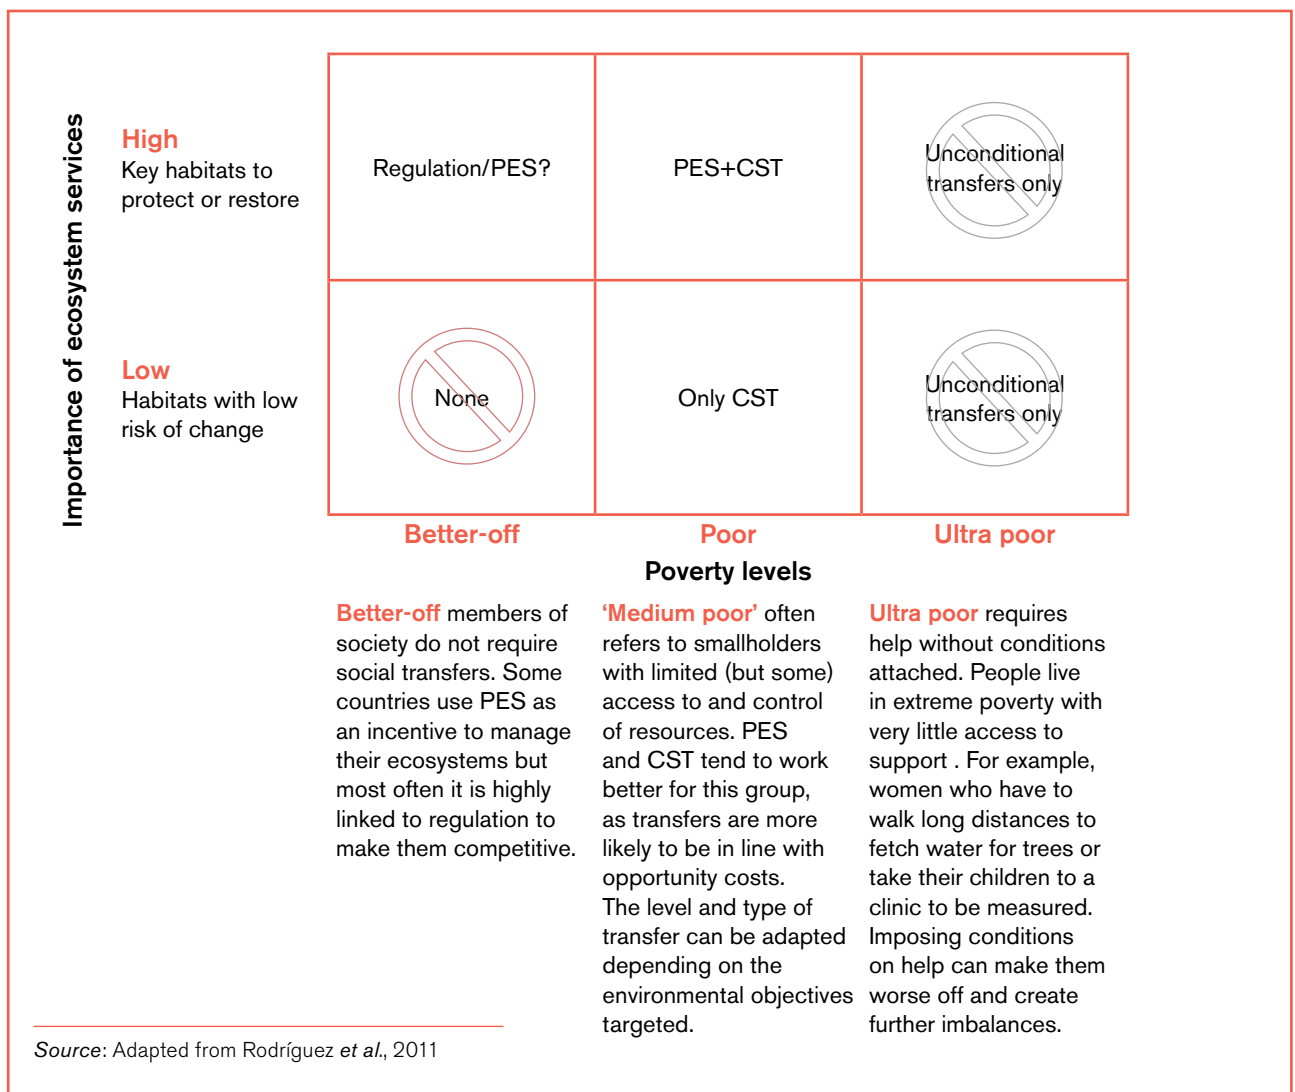 Importance of ecosystem services
High
Key habitats to
protect or restore
Regulation/PES?
PES+CST
Unconditional
transfers only
Low
Habitats with low
risk of change
None
Only CST
Unconditional
transfers only
Better-off
Poor
Ultra poor
Poverty levels
Better-off members of
society do not require
social transfers. Some
countries use PES as
an incentive to manage
their ecosystems but
most often it is highly
linked to regulation to
make them competitive.
‘Medium poor’ often
refers to smallholders
with limited (but some)
access to and control
of resources. PES
and CST tend to work
better for this group,
as transfers are more
likely to be in line with
opportunity costs.
The level and type of
transfer can be adapted
depending on the
environmental objectives
targeted.
Ultra poor requires
help without conditions
attached. People live
in extreme poverty with
very little access to
support . For example,
women who have to
walk long distances to
fetch water for trees or
take their children to a
clinic to be measured.
Imposing conditions
on help can make them
worse off and create
further imbalances.
Source: Adapted from Rodríguez et al., 2011